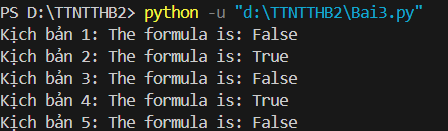 PS D:\TTNTTHB2> python -u "d:\TTNTTHB2\Bai3.py"
Kịch bản 1: The formula is: False
Kịch bản 2: The formula is: True
Kịch bản 3: The formula is: False
Kịch bản 4: The formula is: True
Kịch bản 5: The formula is: False